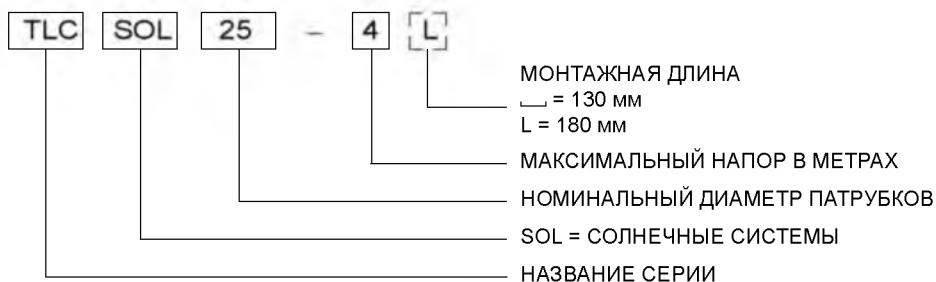 TLC SOL 25 - 4 L
МОНТАЖНАЯ ДЛИНА
⎵ = 130 мм
L = 180 мм
МАКСИМАЛЬНЫЙ НАПОР В МЕТРАХ
НОМИНАЛЬНЫЙ ДИАМЕТР ПАТРУБКОВ
SOL = СОЛНЕЧНЫЕ СИСТЕМЫ
НАЗВАНИЕ СЕРИИ